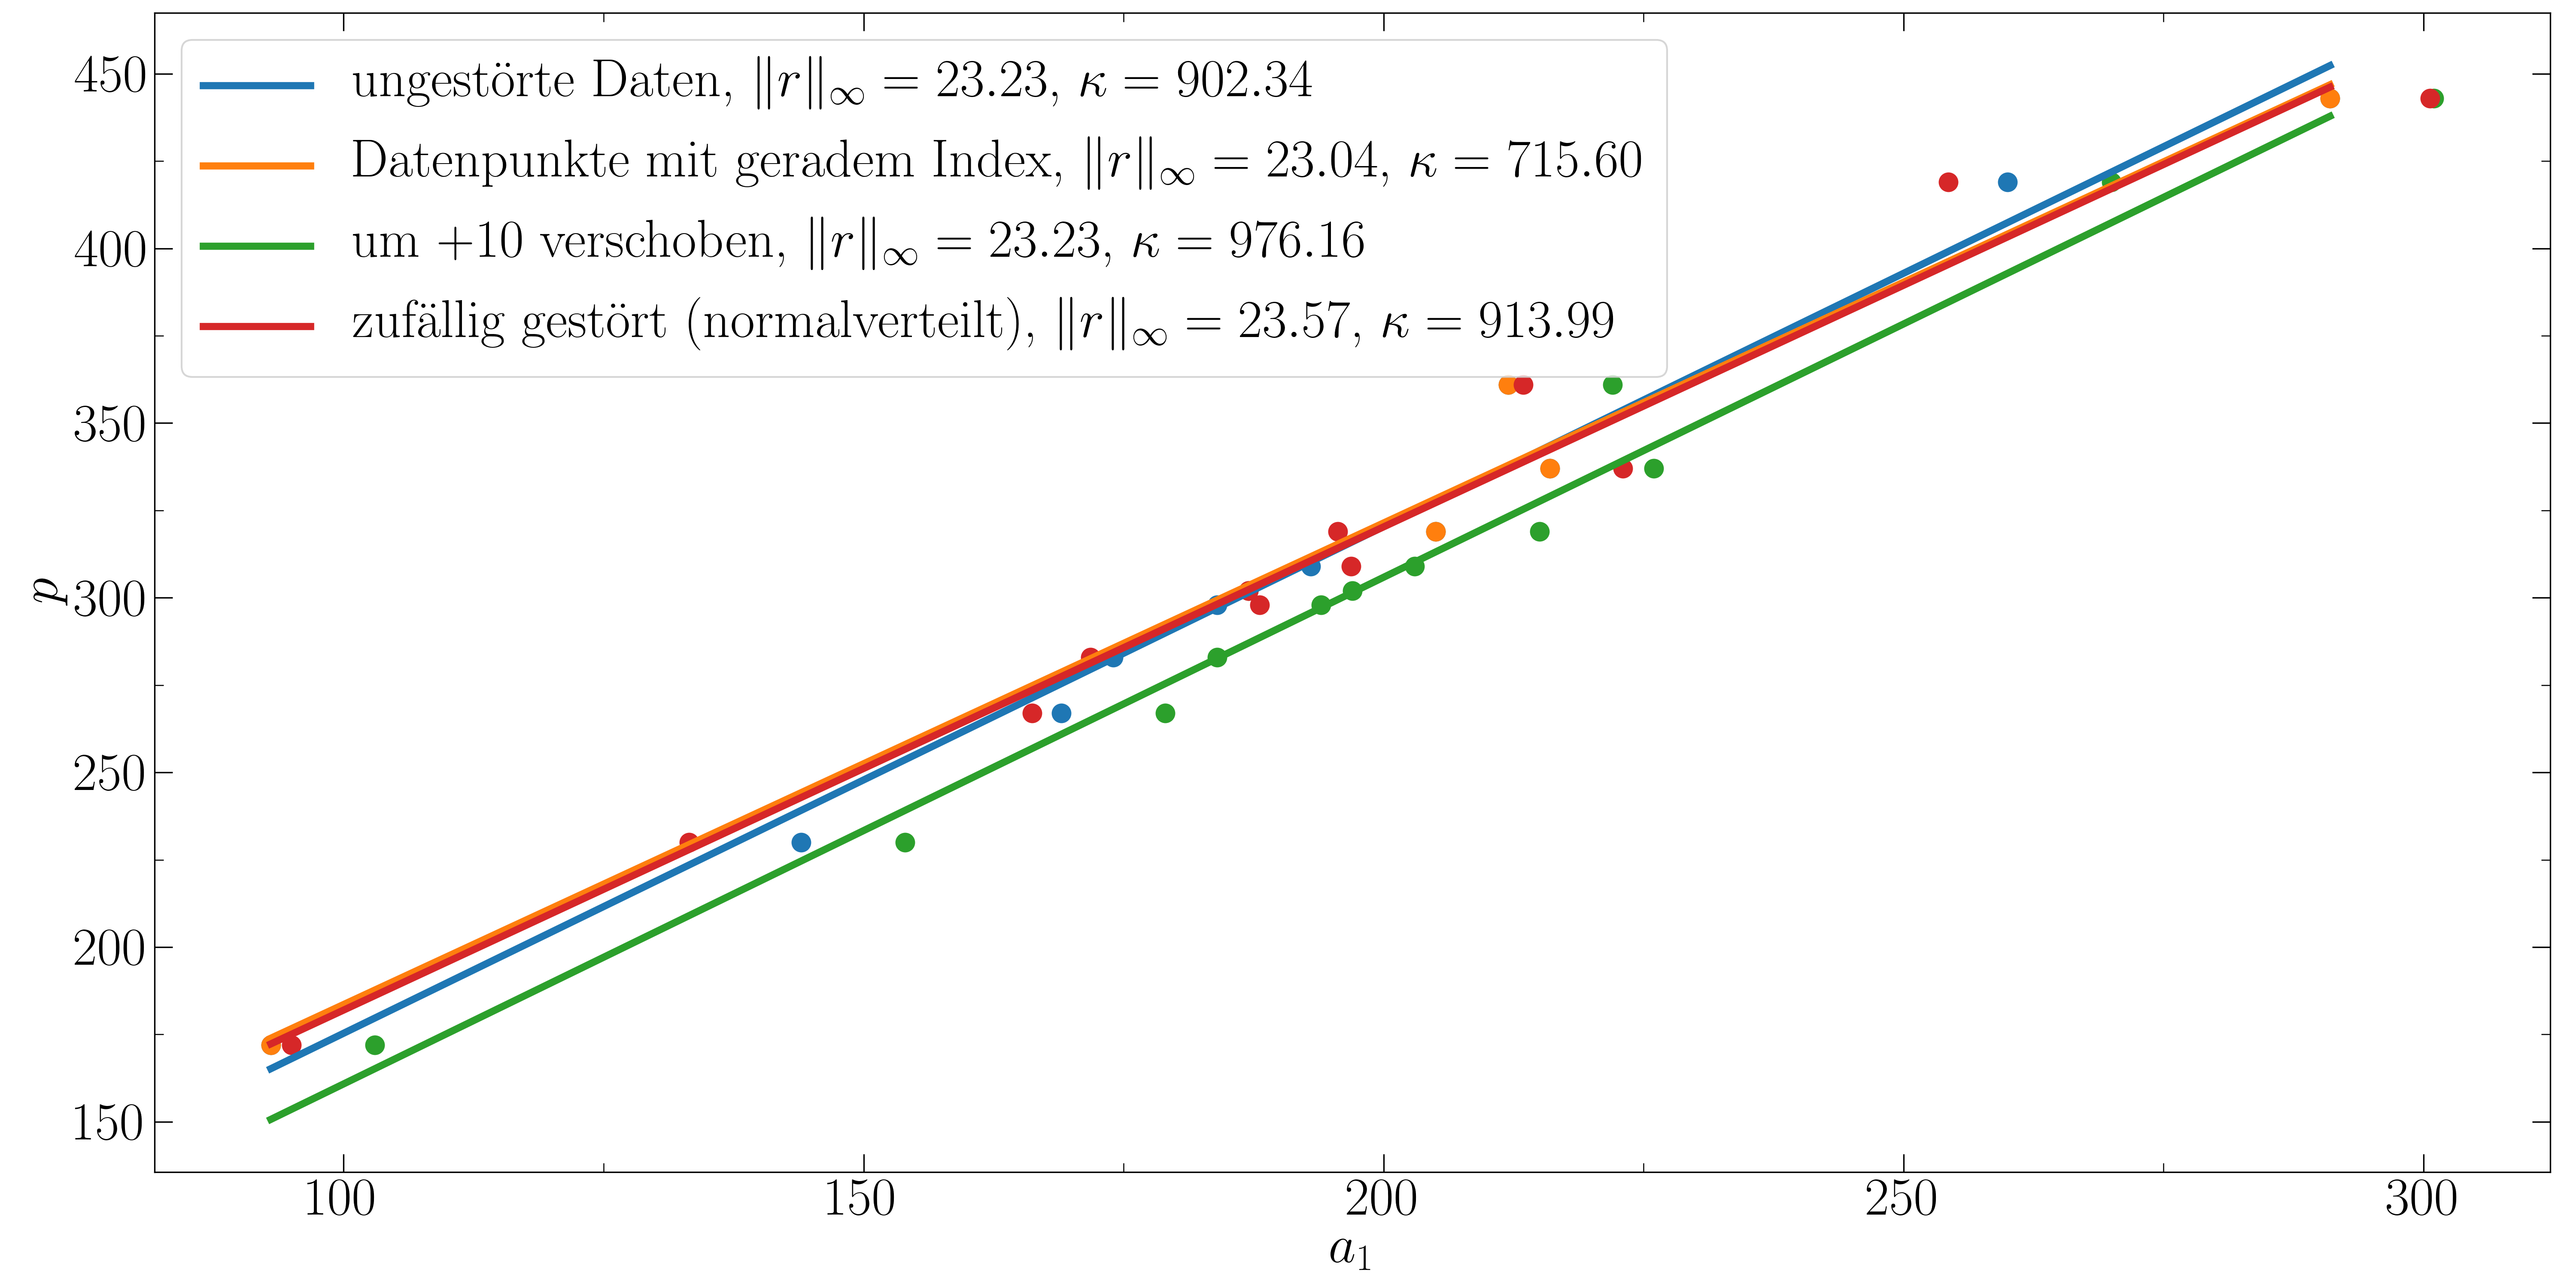 ungestörte Daten, ‖r‖∞ = 23.23, κ = 902.34
Datenpunkte mit geradem Index, ‖r‖∞ = 23.04, κ = 715.60
um +10 verschoben, ‖r‖∞ = 23.23, κ = 976.16
zufällig gestört (normalverteilt), ‖r‖∞ = 23.57, κ = 913.99
450
400
350
300
250
200
150
p
100 150 200 250 300
a₁